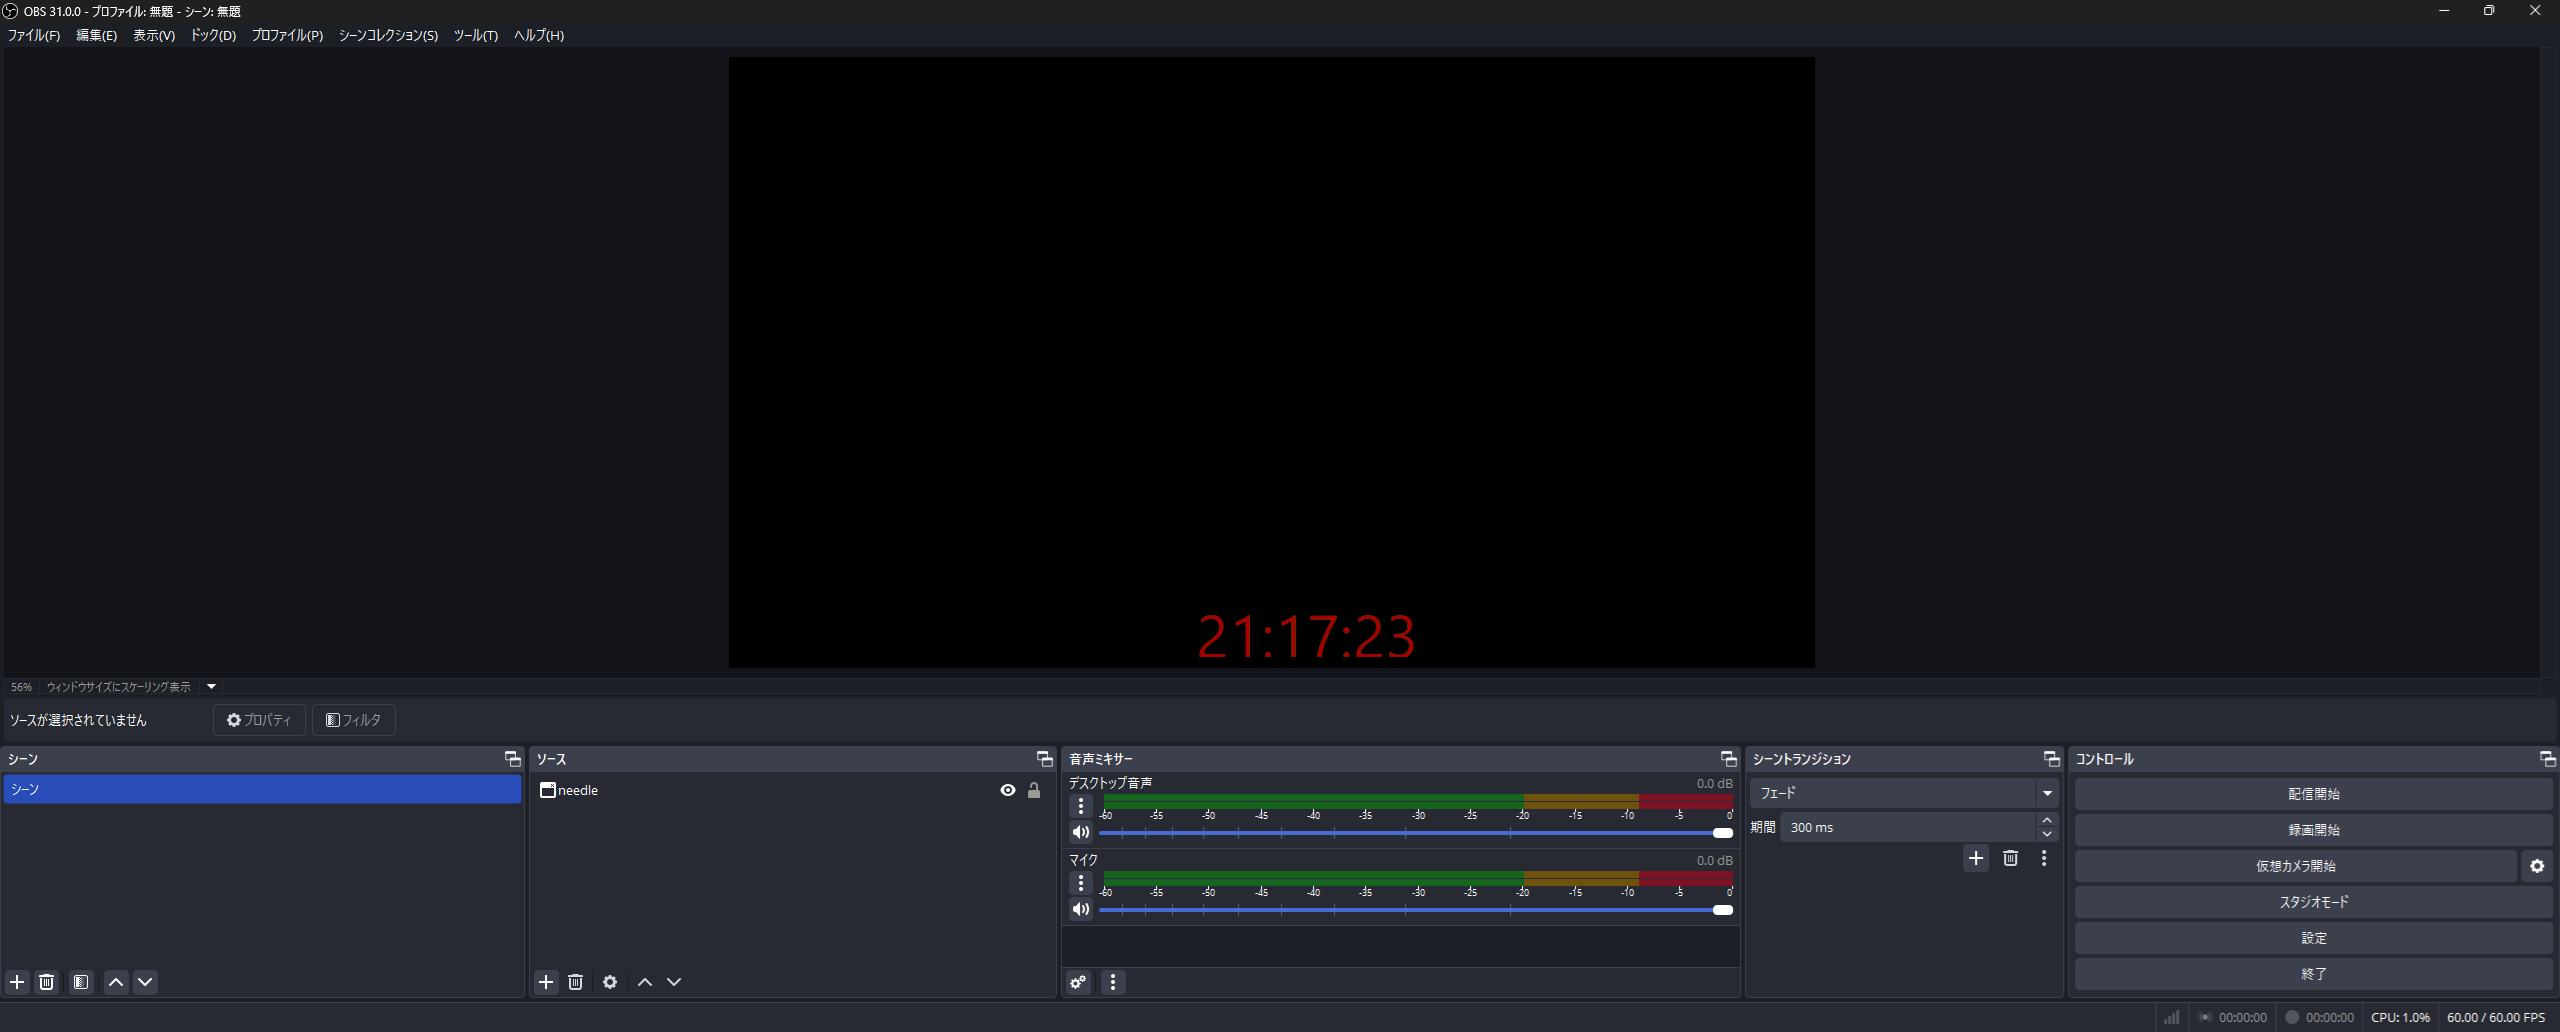 OBS 31.0.0 - プロファイル: 無題 - シーン: 無題
ファイル(F) 編集(E) 表示(V) ドック(D) プロファイル(P) シーンコレクション(S) ツール(T) ヘルプ(H)
21:17:23
56% ウィンドウサイズにスケーリング表示
ソースが選択されていません プロパティ フィルタ
シーン
シーン
ソース
needle
音声ミキサー
デスクトップ音声 0.0 dB
-60 -55 -50 -45 -40 -35 -30 -25 -20 -15 -10 -5 0
マイク 0.0 dB
-60 -55 -50 -45 -40 -35 -30 -25 -20 -15 -10 -5 0
シーントランジション
フェード
期間 300 ms
コントロール
配信開始
録画開始
仮想カメラ開始
スタジオモード
設定
終了
00:00:00 00:00:00 CPU: 1.0% 60.00 / 60.00 FPS